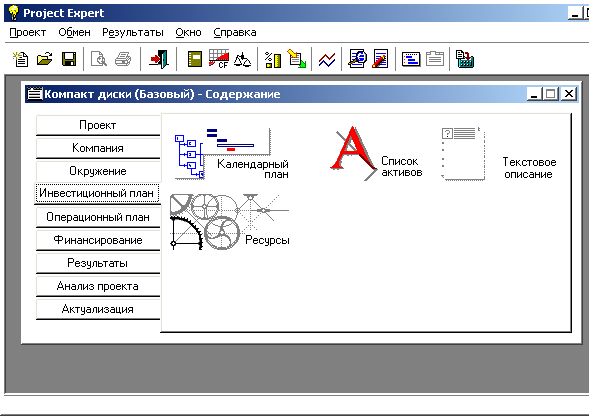 Project Expert
Проект Обмен Результаты Окно Справка
CF
Компакт диски (Базовый) - Содержание
Проект
Компания
Окружение
Инвестиционный план
Операционный план
Финансирование
Результаты
Анализ проекта
Актуализация
Календарный
план
Список
активов
Текстовое
описание
Ресурсы